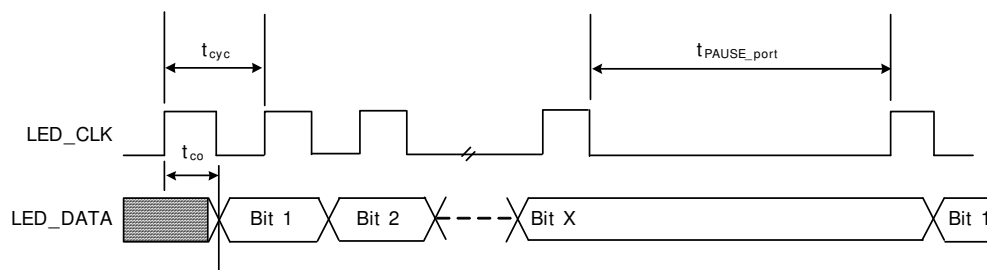 tcyc
tPAUSE_port
LED_CLK
tco
LED_DATA
Bit 1
Bit 2
Bit X
Bit 1